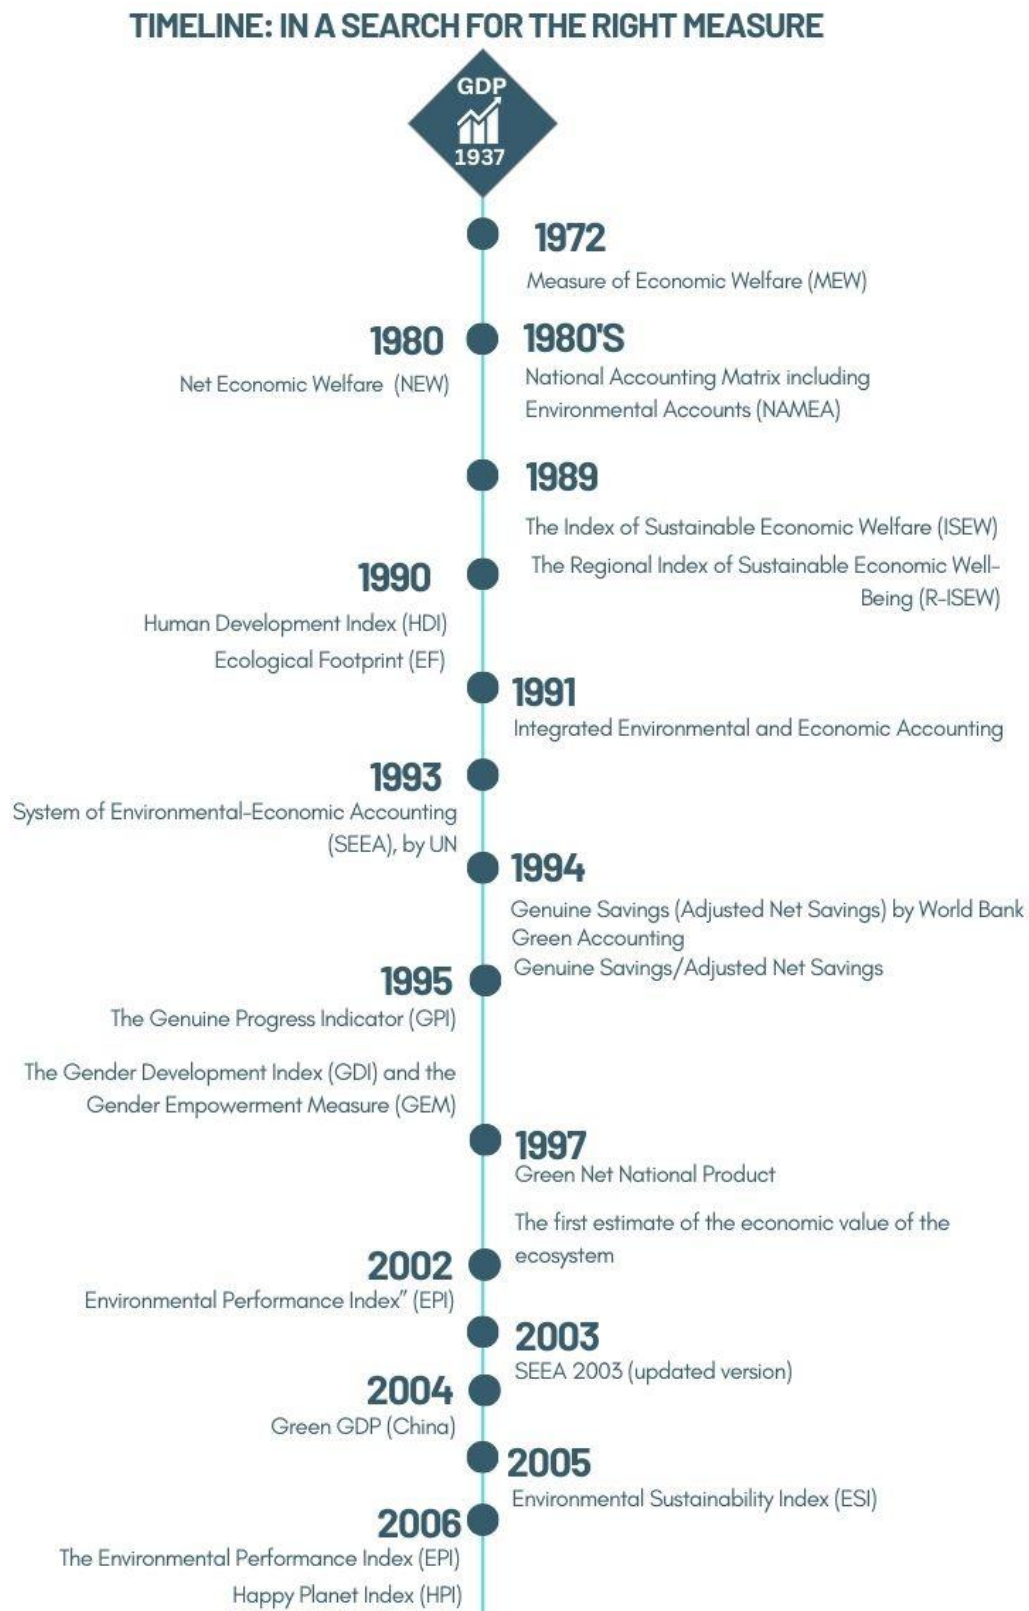 TIMELINE: IN A SEARCH FOR THE RIGHT MEASURE
GDP
1937
1972
Measure of Economic Welfare (MEW)
1980
Net Economic Welfare (NEW)
1980'S
National Accounting Matrix including
Environmental Accounts (NAMEA)
1989
The Index of Sustainable Economic Welfare (ISEW)
The Regional Index of Sustainable Economic Well-
Being (R-ISEW)
1990
Human Development Index (HDI)
Ecological Footprint (EF)
1991
Integrated Environmental and Economic Accounting
1993
System of Environmental-Economic Accounting
(SEEA), by UN
1994
Genuine Savings (Adjusted Net Savings) by World Bank
Green Accounting
Genuine Savings/Adjusted Net Savings
1995
The Genuine Progress Indicator (GPI)
The Gender Development Index (GDI) and the
Gender Empowerment Measure (GEM)
1997
Green Net National Product
The first estimate of the economic value of the
ecosystem
2002
Environmental Performance Index” (EPI)
2003
SEEA 2003 (updated version)
2004
Green GDP (China)
2005
Environmental Sustainability Index (ESI)
2006
The Environmental Performance Index (EPI)
Happy Planet Index (HPI)